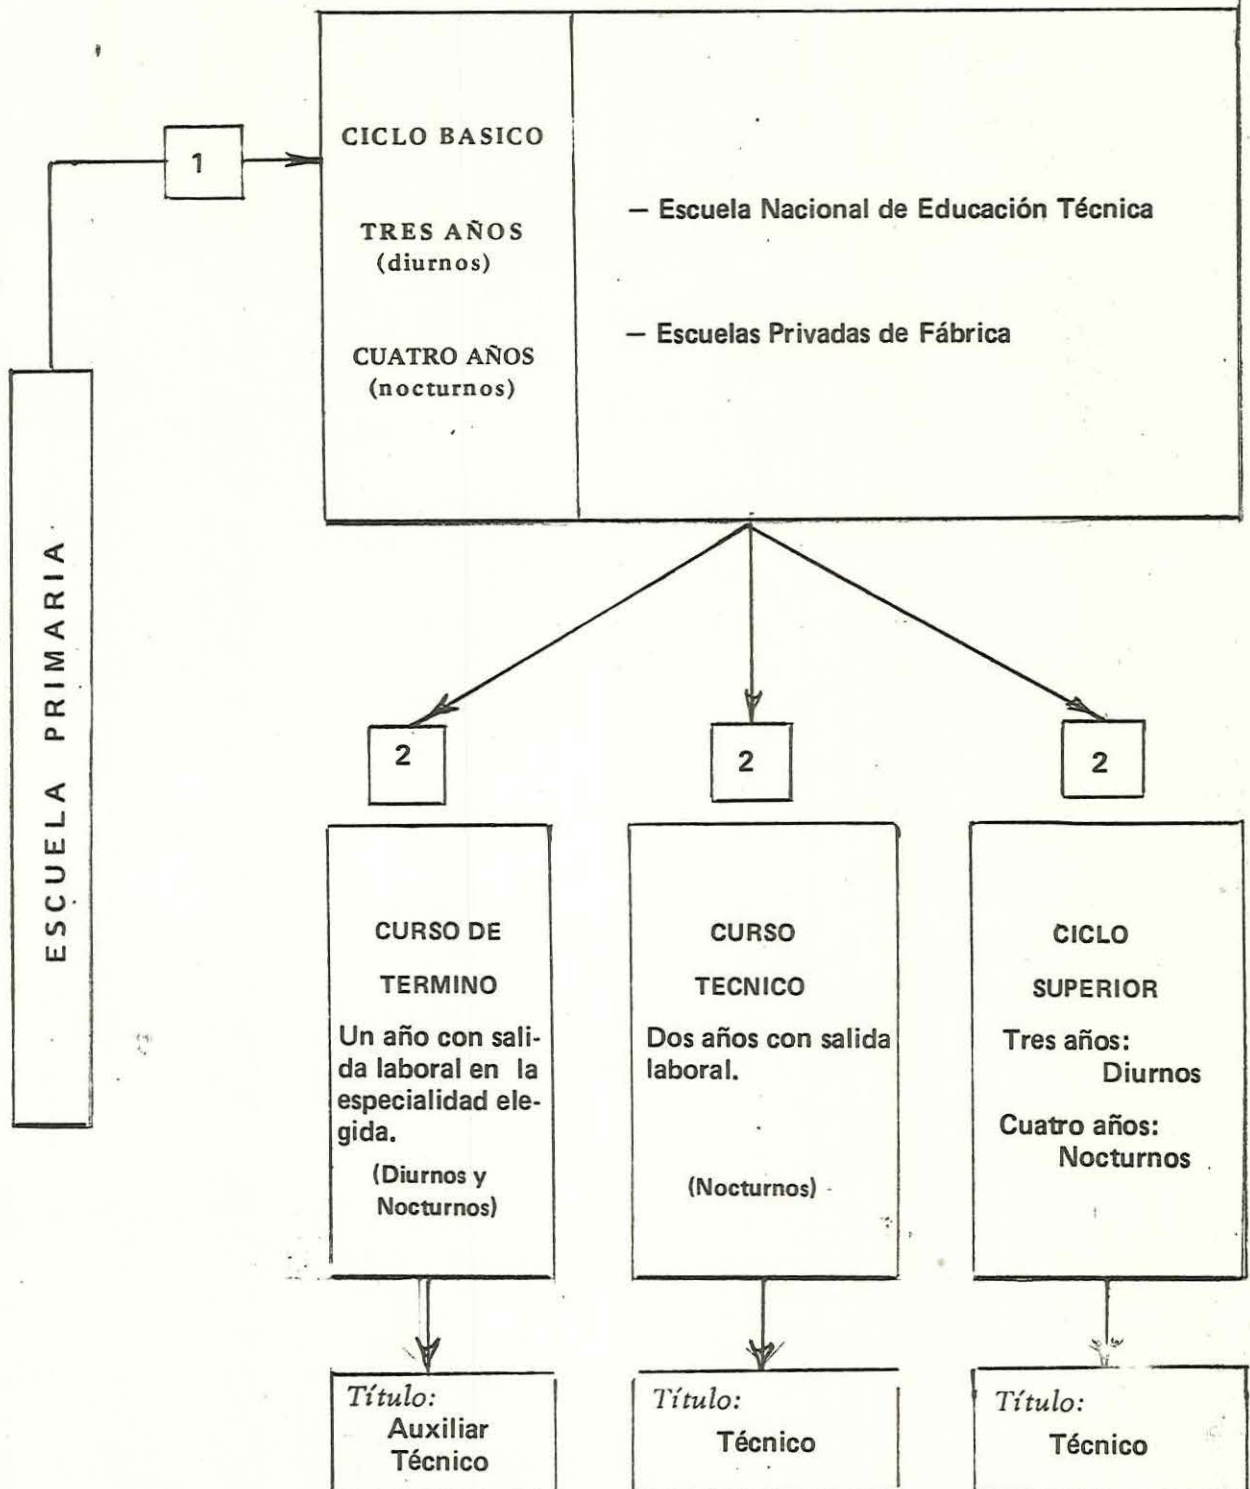 1
CICLO BASICO
TRES AÑOS
(diurnos)
CUATRO AÑOS
(nocturnos)
— Escuela Nacional de Educación Técnica
— Escuelas Privadas de Fábrica
ESCUELA PRIMARIA
2
2
2
CURSO DE
TERMINO
Un año con sali-
da laboral en la
especialidad ele-
gida.
(Diurnos y
Nocturnos)
CURSO
TECNICO
Dos años con salida
laboral.
(Nocturnos)
CICLO
SUPERIOR
Tres años:
Diurnos
Cuatro años:
Nocturnos
Título:
Auxiliar
Técnico
Título:
Técnico
Título:
Técnico